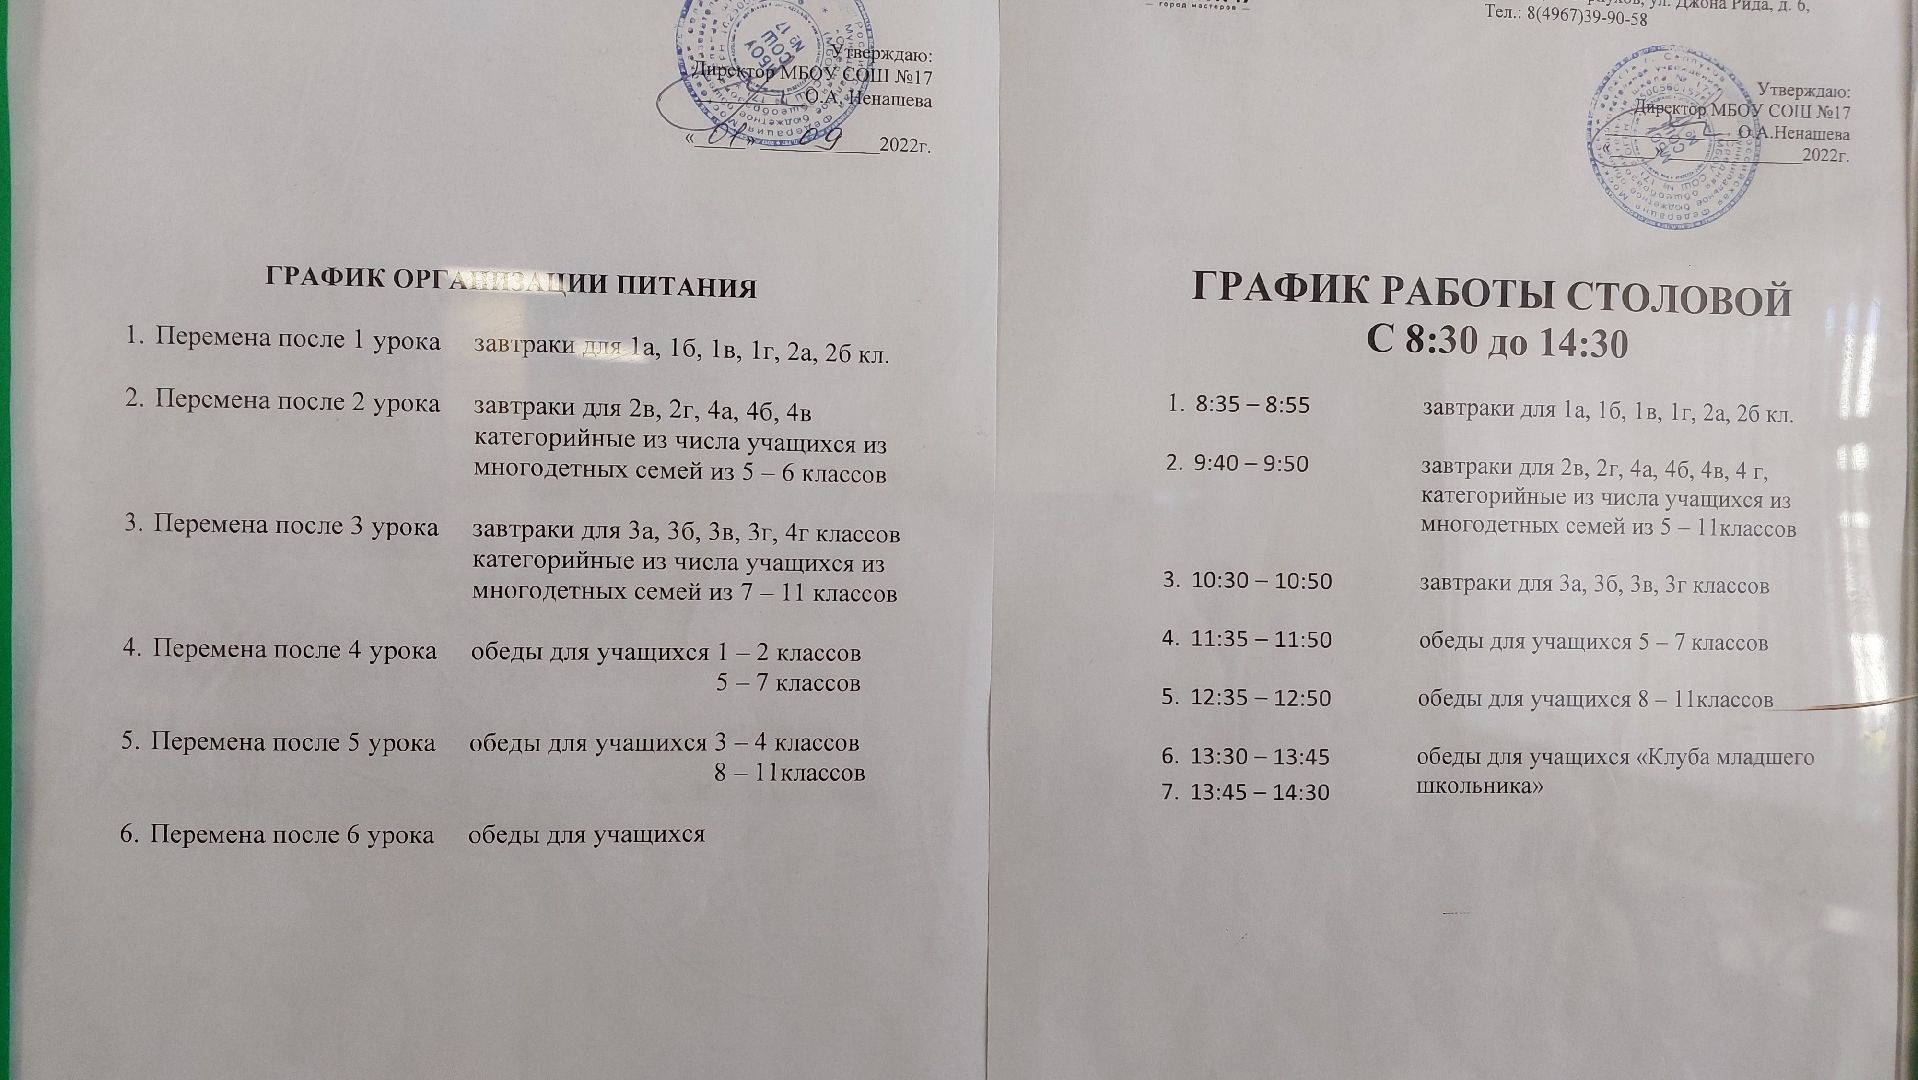 Утверждаю:
Директор МБОУ СОШ №17
О.А. Ненашева
«01» 09 2022г.
ГРАФИК ОРГАНИЗАЦИИ ПИТАНИЯ
1. Перемена после 1 урока завтраки для 1а, 1б, 1в, 1г, 2а, 2б кл.
2. Персмена после 2 урока завтраки для 2в, 2г, 4а, 4б, 4в
категорийные из числа учащихся из
многодетных семей из 5 – 6 классов
3. Перемена после 3 урока завтраки для 3а, 3б, 3в, 3г, 4г классов
категорийные из числа учащихся из
многодетных семей из 7 – 11 классов
4. Перемена после 4 урока обеды для учащихся 1 – 2 классов
5 – 7 классов
5. Перемена после 5 урока обеды для учащихся 3 – 4 классов
8 – 11классов
6. Перемена после 6 урока обеды для учащихся
город мастеров
ул. Джона Рида, д. 6,
Тел.: 8(4967)39-90-58
Утверждаю:
Директор МБОУ СОШ №17
О.А.Ненашева
2022г.
ГРАФИК РАБОТЫ СТОЛОВОЙ
С 8:30 до 14:30
1. 8:35 – 8:55 завтраки для 1а, 1б, 1в, 1г, 2а, 2б кл.
2. 9:40 – 9:50 завтраки для 2в, 2г, 4а, 4б, 4в, 4 г,
категорийные из числа учащихся из
многодетных семей из 5 – 11классов
3. 10:30 – 10:50 завтраки для 3а, 3б, 3в, 3г классов
4. 11:35 – 11:50 обеды для учащихся 5 – 7 классов
5. 12:35 – 12:50 обеды для учащихся 8 – 11классов
6. 13:30 – 13:45 обеды для учащихся «Клуба младшего
школьника»
7. 13:45 – 14:30